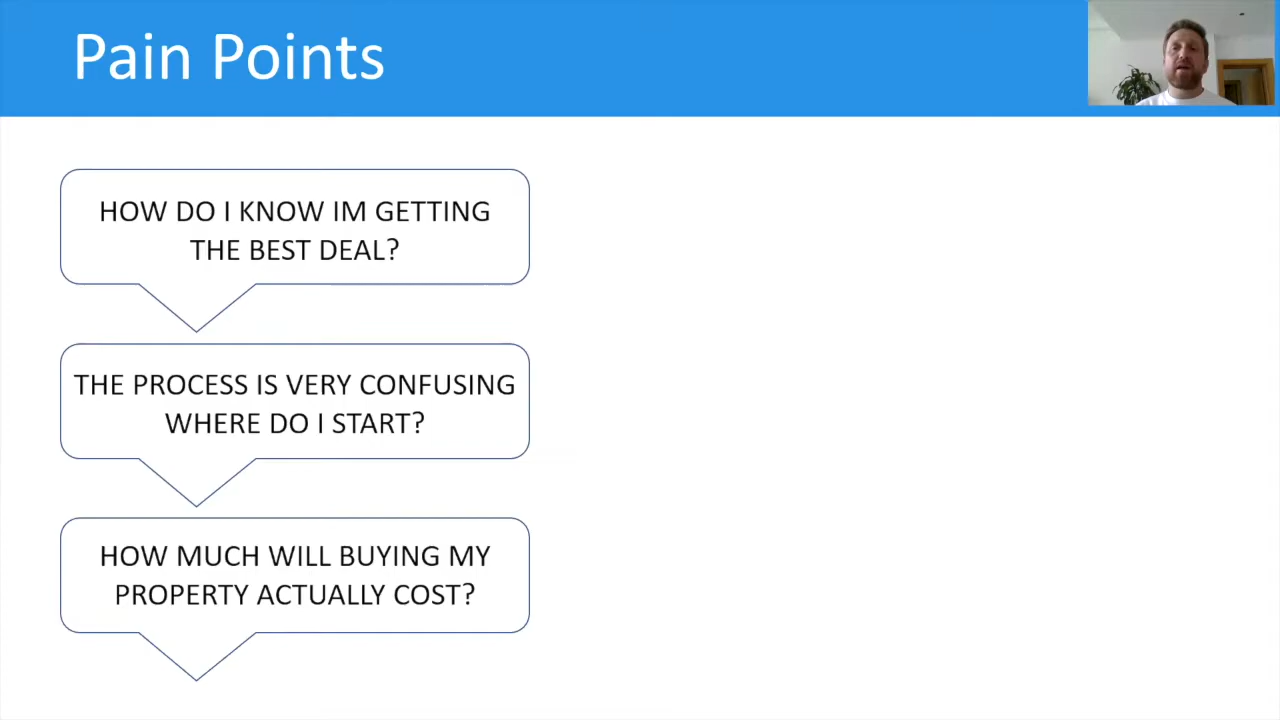 Pain Points
HOW DO I KNOW IM GETTING
THE BEST DEAL?
THE PROCESS IS VERY CONFUSING
WHERE DO I START?
HOW MUCH WILL BUYING MY
PROPERTY ACTUALLY COST?